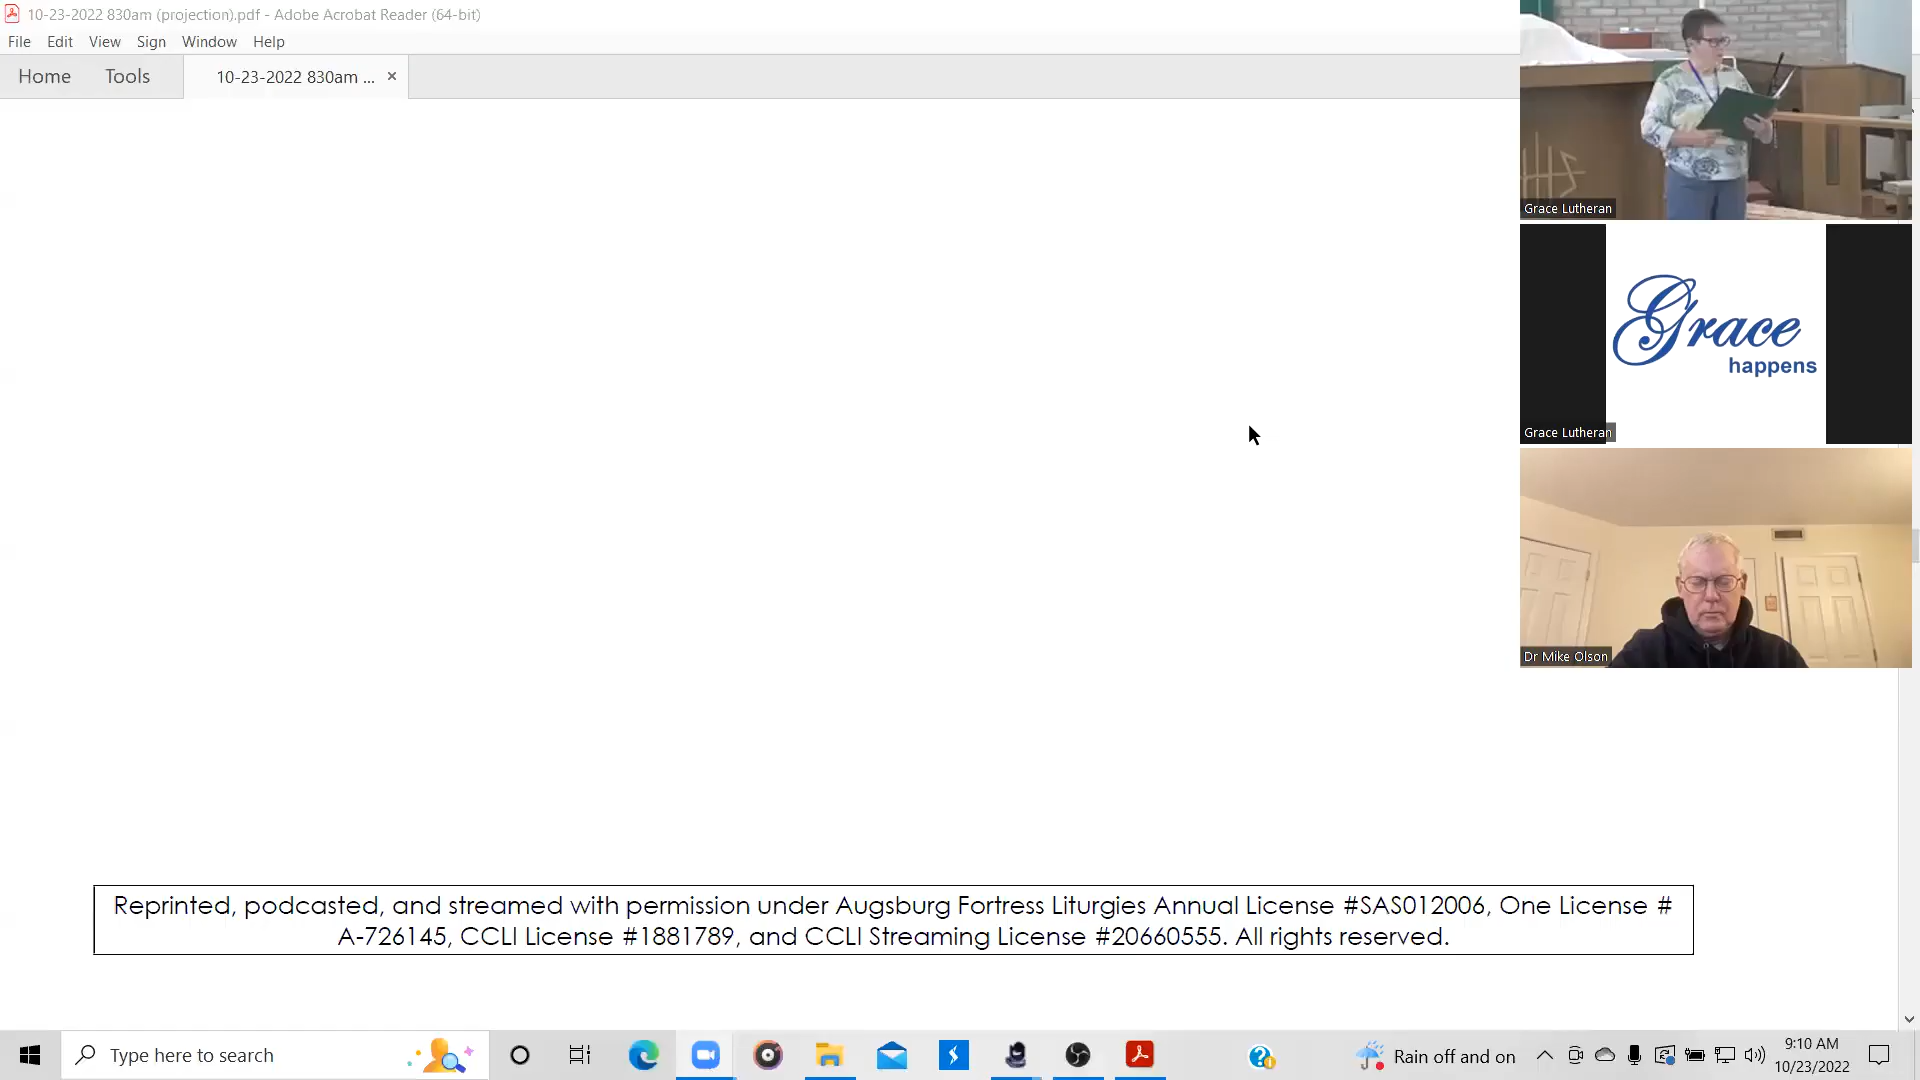 10-23-2022 830am (projection).pdf - Adobe Acrobat Reader (64-bit)
File Edit View Sign Window Help
Home Tools 10-23-2022 830am ... ×
Grace Lutheran
Grace
happens
Grace Lutheran
Dr Mike Olson
Reprinted, podcasted, and streamed with permission under Augsburg Fortress Liturgies Annual License #SAS012006, One License #
A-726145, CCLI License #1881789, and CCLI Streaming License #20660555. All rights reserved.
Type here to search
Rain off and on
9:10 AM
10/23/2022